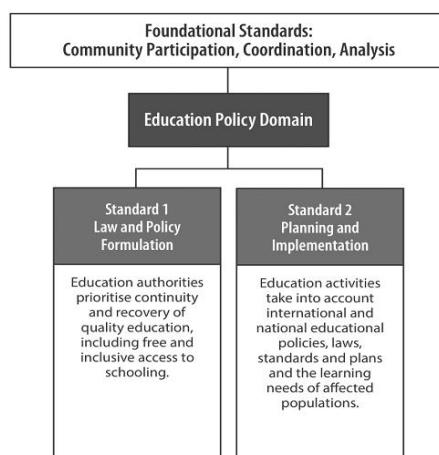 Foundational Standards:
Community Participation, Coordination, Analysis
Education Policy Domain
Standard 1
Law and Policy
Formulation
Education authorities
prioritise continuity
and recovery of
quality education,
including free and
inclusive access to
schooling.
Standard 2
Planning and
Implementation
Education activities
take into account
international and
national educational
policies, laws,
standards and plans
and the learning
needs of affected
populations.